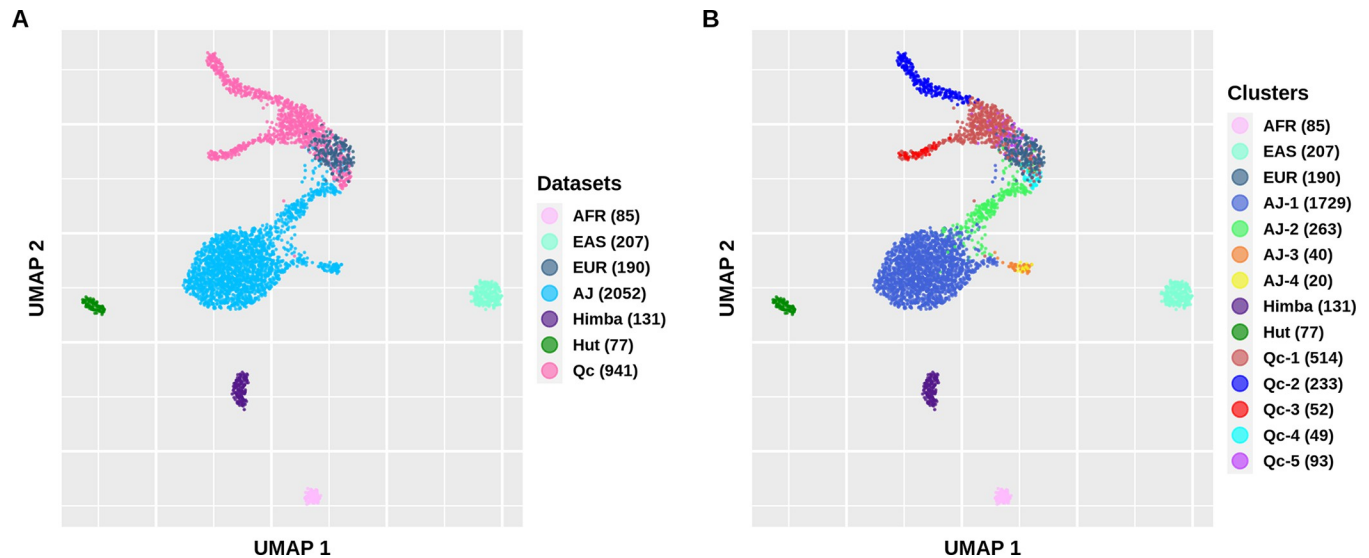 A
UMAP 2
UMAP 1
Datasets
AFR (85)
EAS (207)
EUR (190)
AJ (2052)
Himba (131)
Hut (77)
Qc (941)
B
UMAP 2
UMAP 1
Clusters
AFR (85)
EAS (207)
EUR (190)
AJ-1 (1729)
AJ-2 (263)
AJ-3 (40)
AJ-4 (20)
Himba (131)
Hut (77)
Qc-1 (514)
Qc-2 (233)
Qc-3 (52)
Qc-4 (49)
Qc-5 (93)